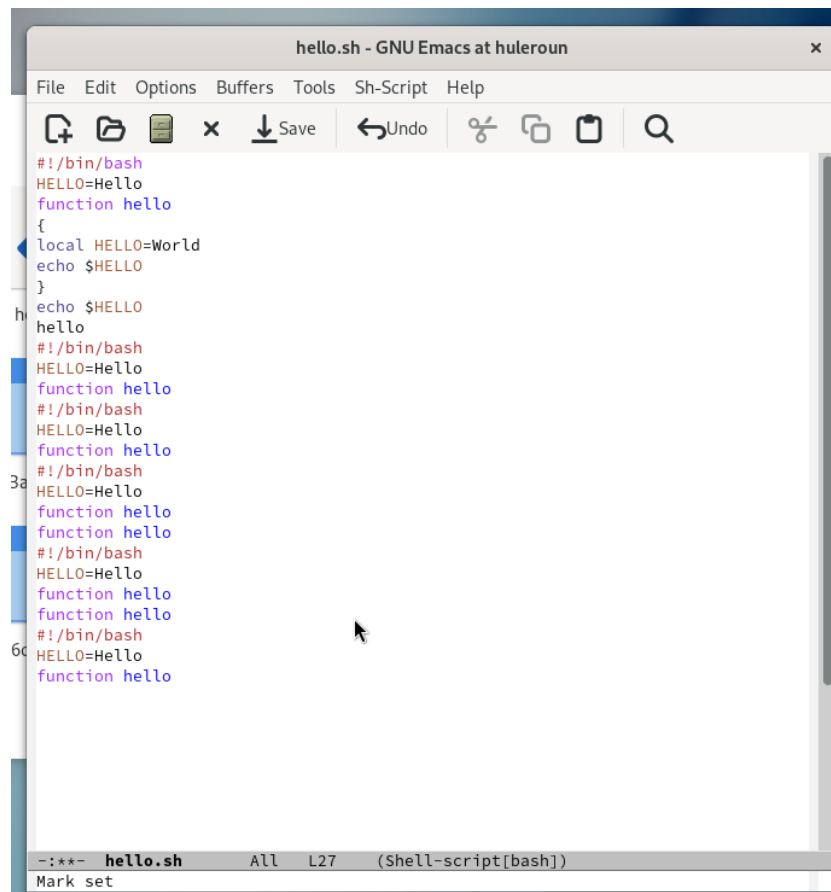 hello.sh - GNU Emacs at huleroun ×
File Edit Options Buffers Tools Sh-Script Help
Save Undo
#!/bin/bash
HELLO=Hello
function hello
{
local HELLO=World
echo $HELLO
}
echo $HELLO
hello
#!/bin/bash
HELLO=Hello
function hello
#!/bin/bash
HELLO=Hello
function hello
#!/bin/bash
HELLO=Hello
function hello
function hello
#!/bin/bash
HELLO=Hello
function hello
function hello
#!/bin/bash
HELLO=Hello
function hello
-:**- hello.sh All L27 (Shell-script[bash])
Mark set